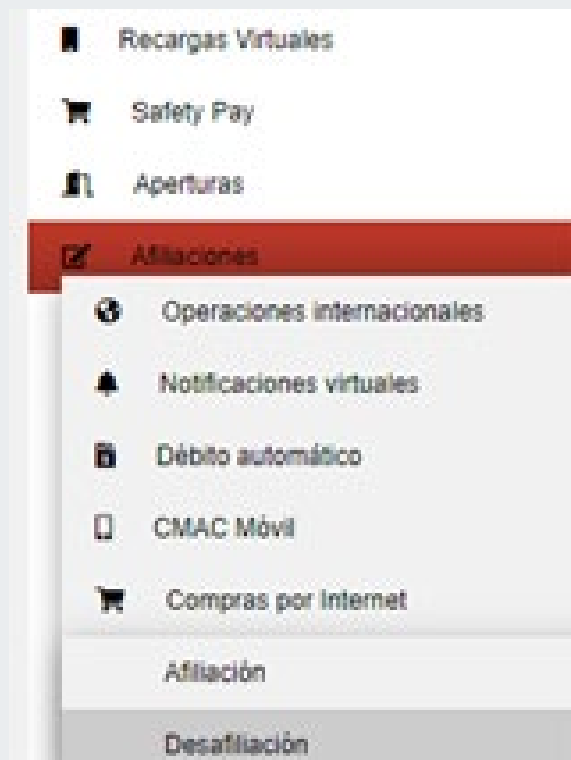 Recargas Virtuales
Safety Pay
Aperturas
Afiliaciones
Operaciones internacionales
Notificaciones virtuales
Débito automático
CMAC Móvil
Compras por Internet
Afiliación
Desafiliación